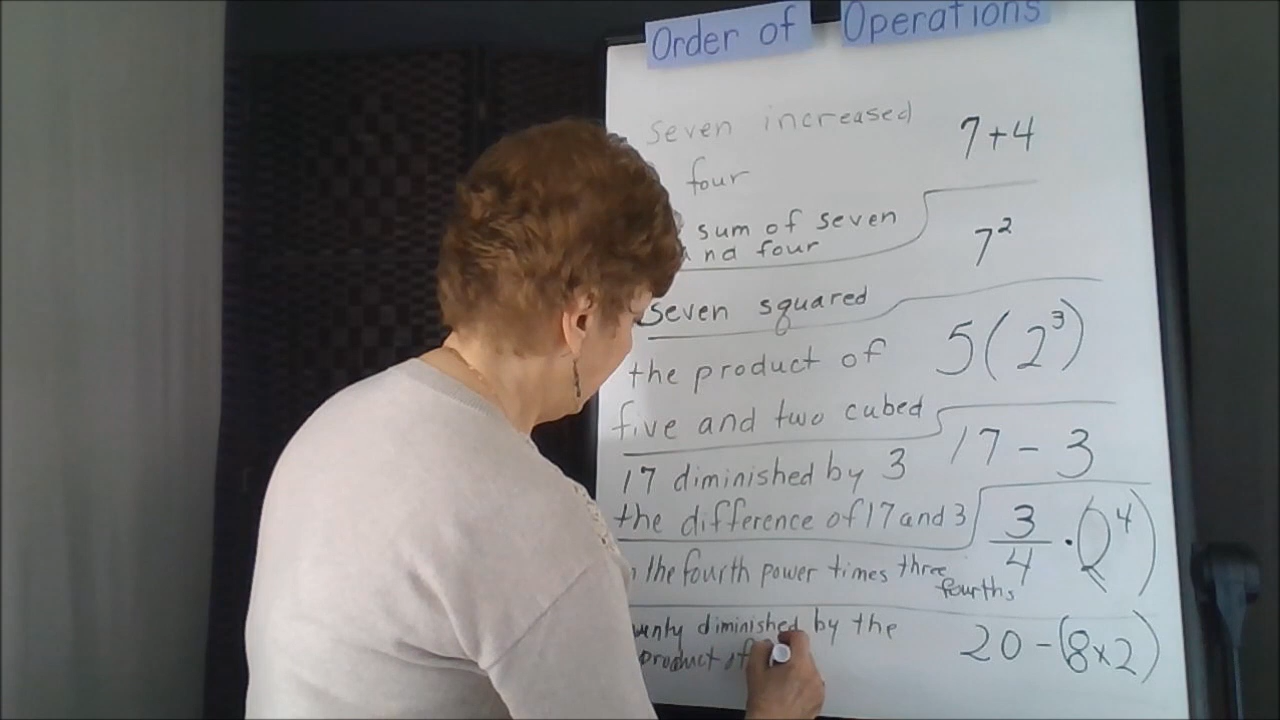 Order of Operations
seven increased
four
7+4
sum of seven
and four
7²
seven squared
the product of
five and two cubed
5(2³)
17 diminished by 3
the difference of 17 and 3
17 - 3
the fourth power times three
fourths
3/4 · (2⁴)
diminished by the
product of
20 - (8x2)